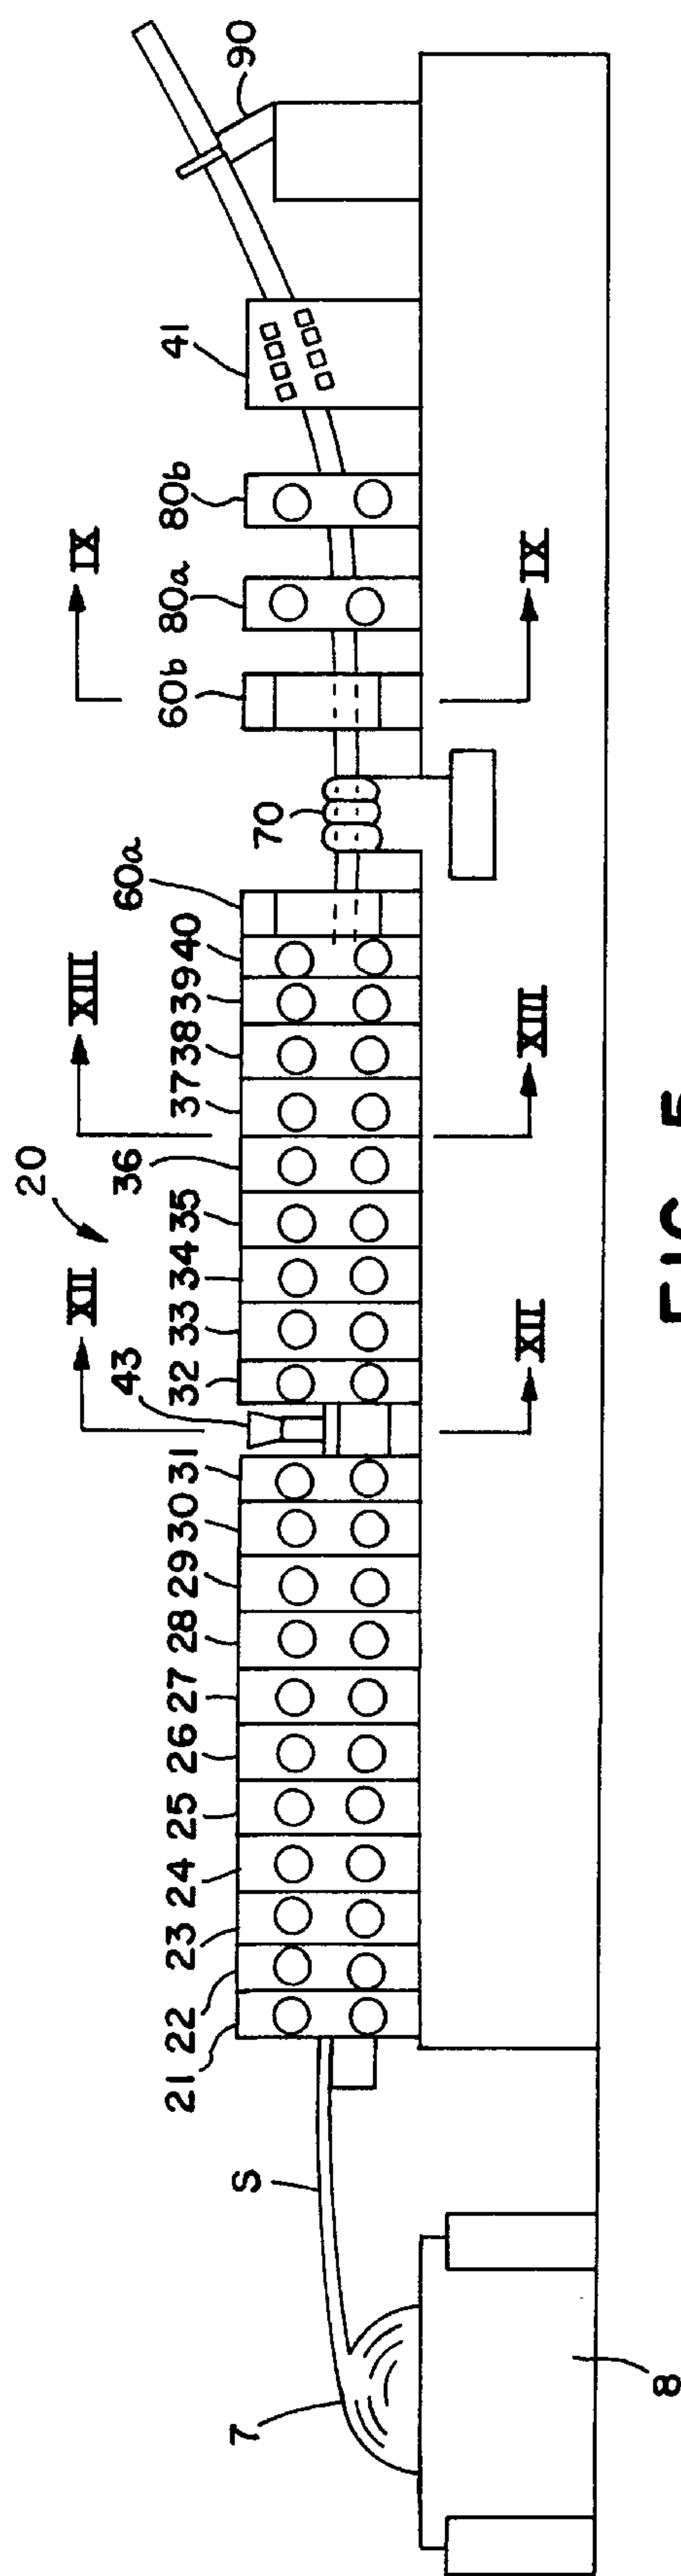 20
XII XIII IX 90
43 36 60a
21 22 23 24 25 26 27 28 29 30 31 32 33 34 35 37 38 39 40 60b 80a 80b 41
S 70
7
XII XIII IX
8
FIG. 5